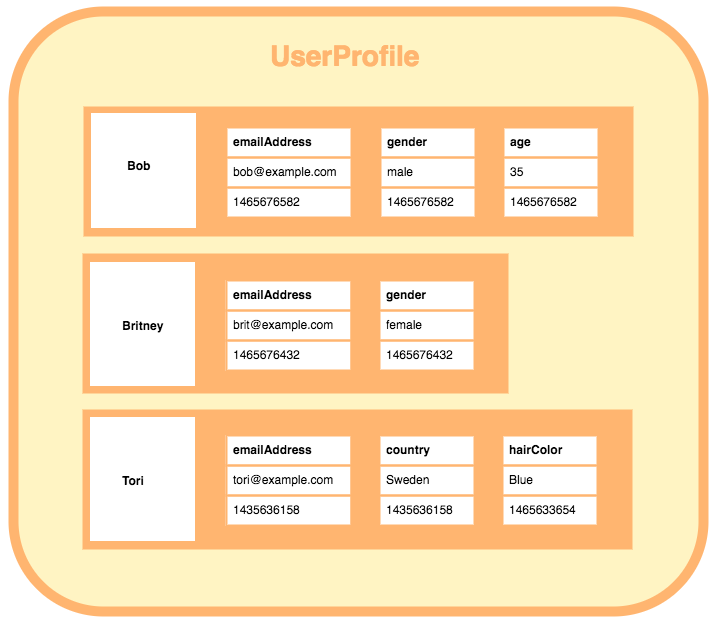 UserProfile
Bob
emailAddress gender age
bob@example.com male 35
1465676582 1465676582 1465676582
Britney
emailAddress gender
brit@example.com female
1465676432 1465676432
Tori
emailAddress country hairColor
tori@example.com Sweden Blue
1435636158 1435636158 1465633654